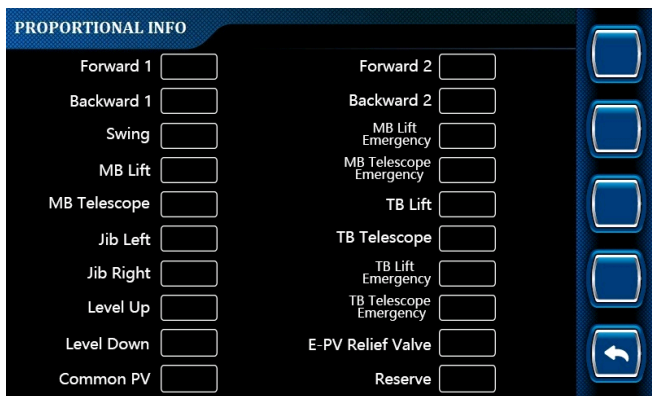 PROPORTIONAL INFO
Forward 1
Forward 2
Backward 1
Backward 2
Swing
MB Lift
Emergency
MB Lift
MB Telescope
Emergency
MB Telescope
TB Lift
Jib Left
TB Telescope
Jib Right
TB Lift
Emergency
Level Up
TB Telescope
Emergency
Level Down
E-PV Relief Valve
Common PV
Reserve